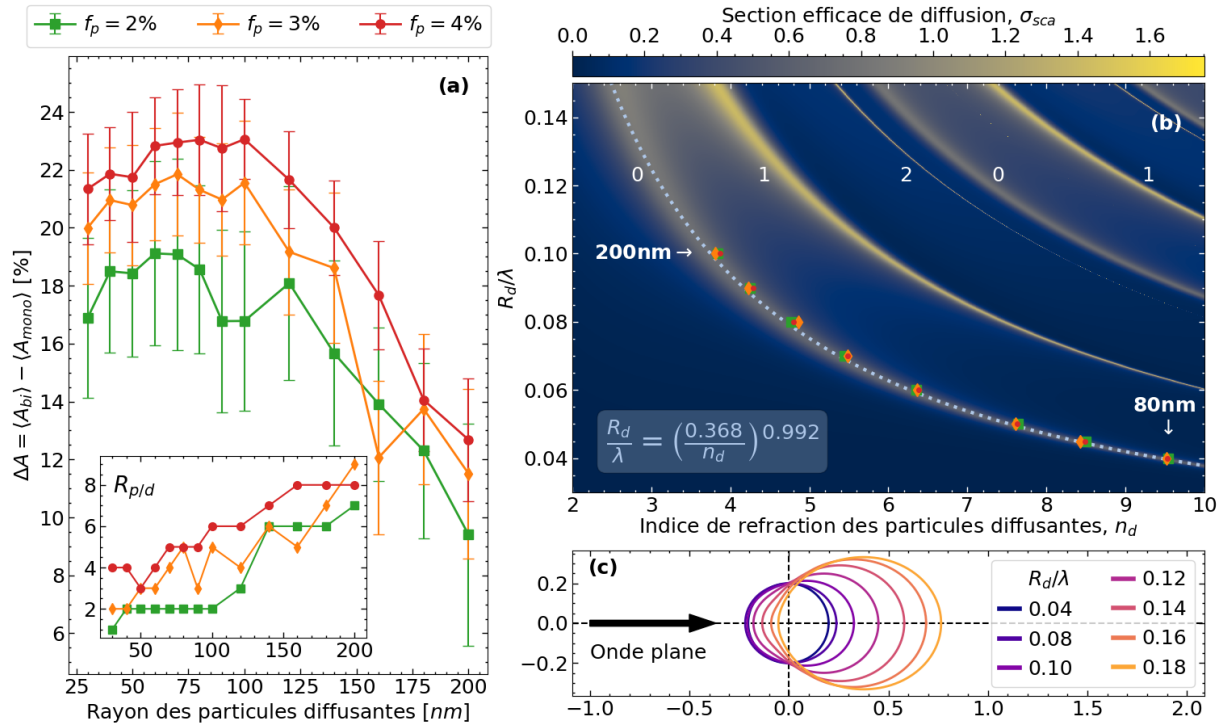 f_p = 2% f_p = 3% f_p = 4%
(a)
ΔA = ⟨A_bi⟩ − ⟨A_mono⟩ [%]
24
22
20
18
16
14
12
10
8
6
R_p/d
8
6
4
2
50 100 150 200
25 50 75 100 125 150 175 200
Rayon des particules diffusantes [nm]
Section efficace de diffusion, σ_sca
0.0 0.2 0.4 0.6 0.8 1.0 1.2 1.4 1.6
(b)
R_d/λ
0.14
0.12
0.10
0.08
0.06
0.04
0 1 2 0 1
200nm→
80nm
↓
R_d/λ = (0.368/n_d)^0.992
2 3 4 5 6 7 8 9 10
Indice de refraction des particules diffusantes, n_d
(c)
0.2
0.0
−0.2
Onde plane
R_d/λ
0.04
0.08
0.10
0.12
0.14
0.16
0.18
−1.0 −0.5 0.0 0.5 1.0 1.5 2.0